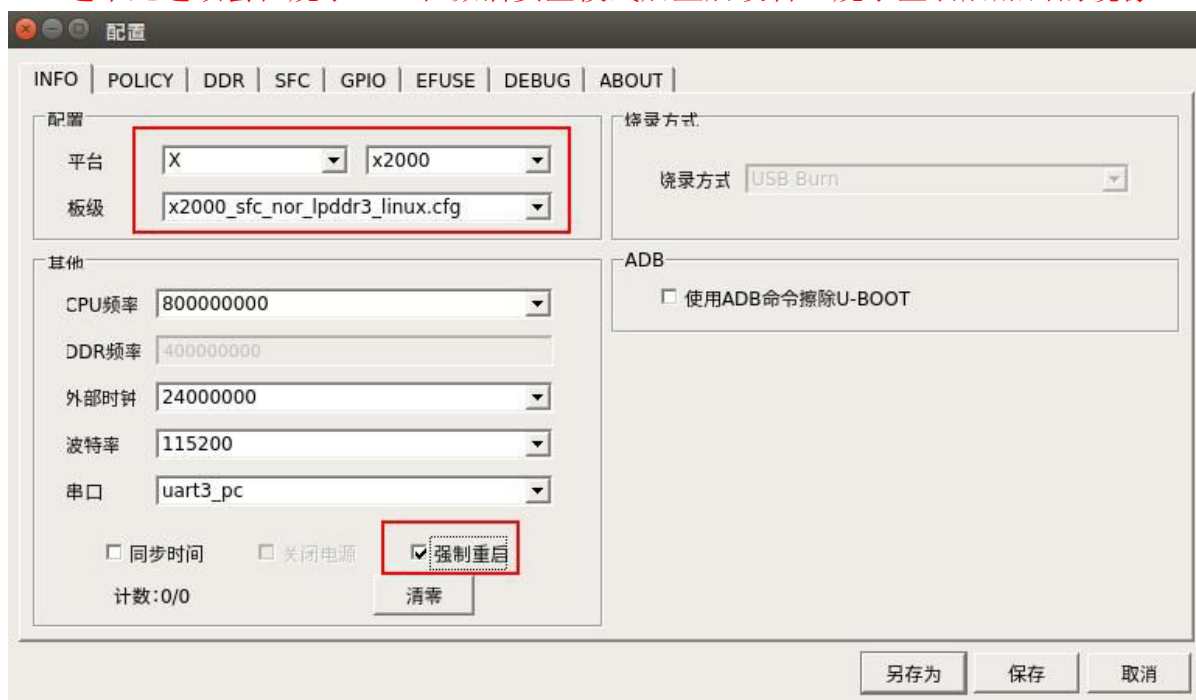 配置
INFO POLICY DDR SFC GPIO EFUSE DEBUG ABOUT
配置
平台 X x2000
板级 x2000_sfc_nor_lpddr3_linux.cfg
烧录方式
烧录方式 USB Burn
其他
CPU频率 800000000
DDR频率 400000000
外部时钟 24000000
波特率 115200
串口 uart3_pc
同步时间 关闭电源 强制重启
计数:0/0 清零
ADB
使用ADB命令擦除U-BOOT
另存为 保存 取消